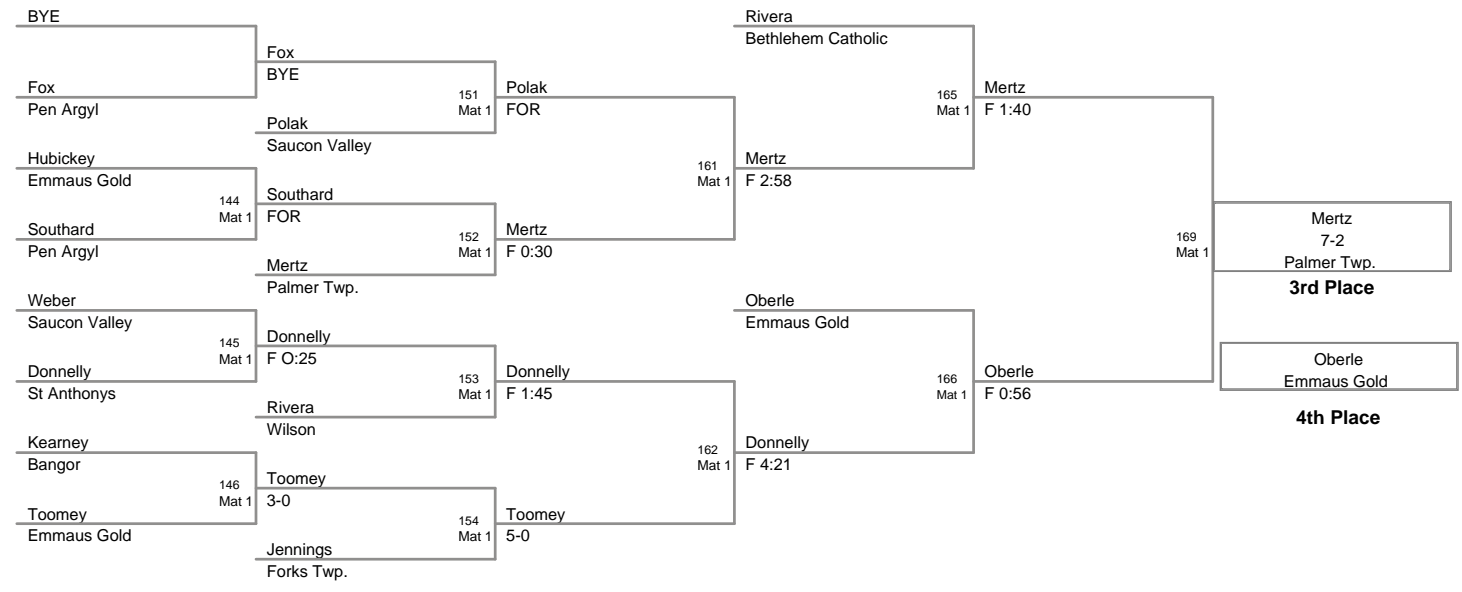 BYE
Fox
Pen Argyl
Hubickey
Emmaus Gold
Southard
Pen Argyl
Weber
Saucon Valley
Donnelly
St Anthonys
Kearney
Bangor
Toomey
Emmaus Gold
144
Mat 1
145
Mat 1
146
Mat 1
Fox
BYE
Polak
Saucon Valley
Southard
FOR
Mertz
Palmer Twp.
Donnelly
F O:25
Rivera
Wilson
Toomey
3-0
Jennings
Forks Twp.
151
Mat 1
152
Mat 1
153
Mat 1
154
Mat 1
Polak
FOR
Mertz
F 0:30
Donnelly
F 1:45
Toomey
5-0
161
Mat 1
162
Mat 1
Rivera
Bethlehem Catholic
Mertz
F 2:58
Oberle
Emmaus Gold
Donnelly
F 4:21
165
Mat 1
166
Mat 1
Mertz
F 1:40
Oberle
F 0:56
169
Mat 1
Mertz
7-2
Palmer Twp.
3rd Place
Oberle
Emmaus Gold
4th Place